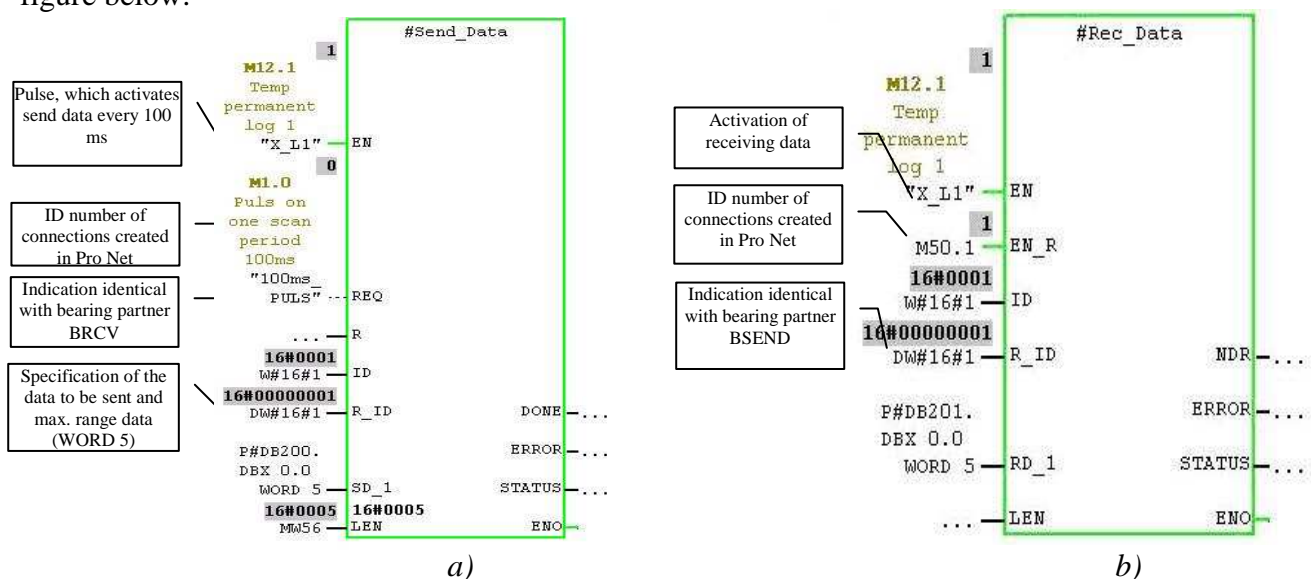 figure below:
#Send_Data
1
M12.1
Temp
permanent
log 1
"X_L1"
EN
0
M1.0
Puls on
one scan
period
100ms
"100ms_
PULS"
REQ
...
R
16#0001
W#16#1
ID
16#00000001
DW#16#1
R_ID
DONE
...
P#DB200.
DBX 0.0
WORD 5
SD_1
ERROR
...
STATUS
...
16#0005
16#0005
MW56
LEN
ENO
Pulse, which activates
send data every 100
ms
ID number of
connections created
in Pro Net
Indication identical
with bearing partner
BRCV
Specification of the
data to be sent and
max. range data
(WORD 5)
a)
#Rec_Data
1
M12.1
Temp
permanent
log 1
"X_L1"
EN
1
M50.1
EN_R
16#0001
W#16#1
ID
16#00000001
DW#16#1
R_ID
NDR
...
P#DB201.
DBX 0.0
WORD 5
RD_1
ERROR
...
STATUS
...
...
LEN
ENO
Activation of
receiving data
ID number of
connections created
in Pro Net
Indication identical
with bearing partner
BSEND
b)